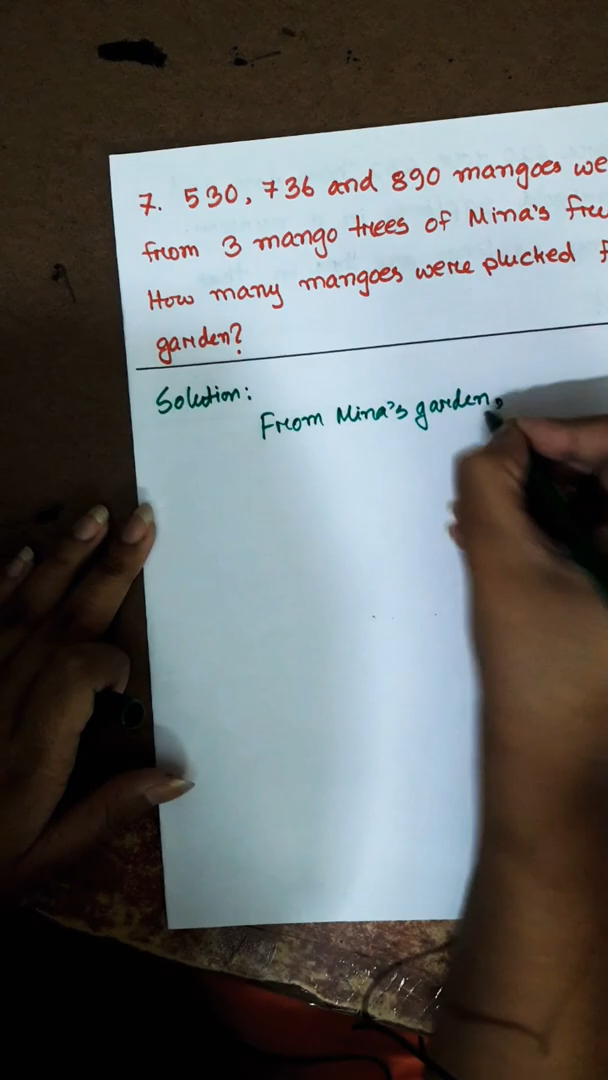 7. 530, 736 and 890 mangoes we
from 3 mango trees of Mina's
How many mangoes were plucked f
garden?
Solution:
From Mina's garden,